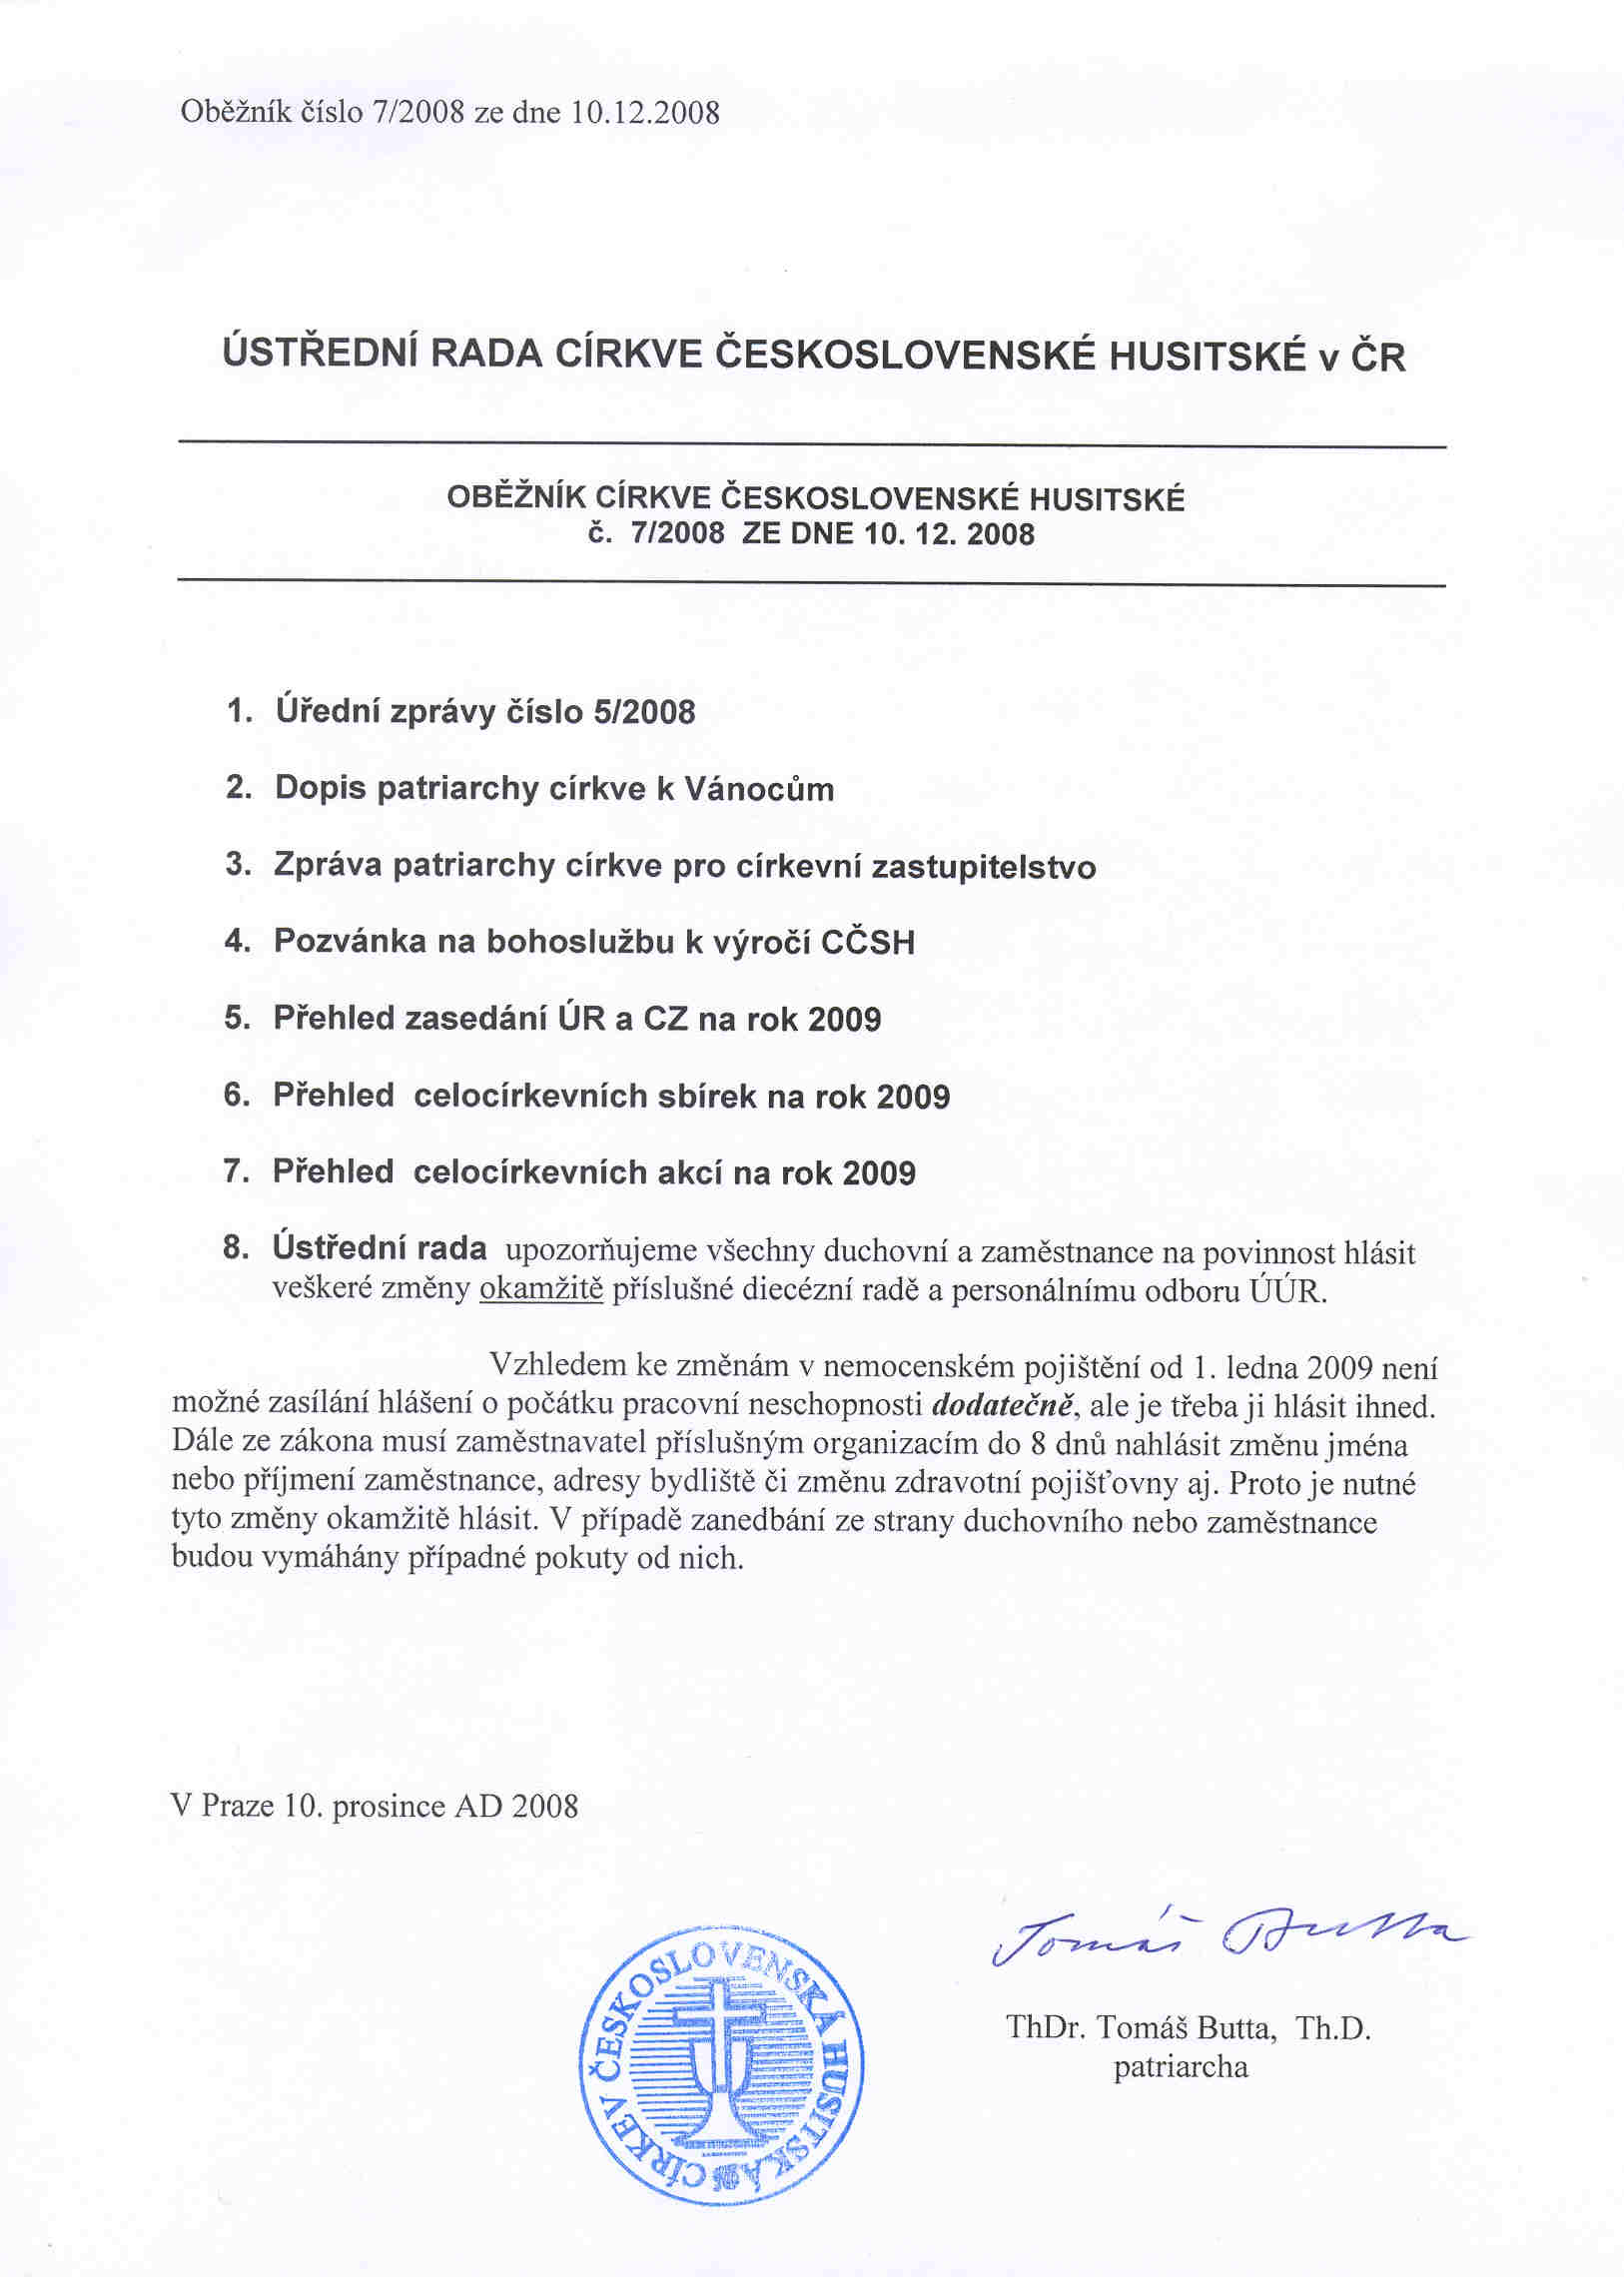 Oběžník číslo 7/2008 ze dne 10.12.2008
ÚSTŘEDNÍ RADA CÍRKVE ČESKOSLOVENSKÉ HUSITSKÉ v ČR
OBĚŽNÍK CÍRKVE ČESKOSLOVENSKÉ HUSITSKÉ
č. 7/2008 ZE DNE 10. 12. 2008
1. Úřední zprávy číslo 5/2008
2. Dopis patriarchy církve k Vánocům
3. Zpráva patriarchy církve pro církevní zastupitelstvo
4. Pozvánka na bohoslužbu k výročí CČSH
5. Přehled zasedání ÚR a CZ na rok 2009
6. Přehled celocírkevních sbírek na rok 2009
7. Přehled celocírkevních akcí na rok 2009
8. Ústřední rada upozorňujeme všechny duchovní a zaměstnance na povinnost hlásit
veškeré změny okamžitě příslušné diecézní radě a personálnímu odboru ÚÚR.
Vzhledem ke změnám v nemocenském pojištění od 1. ledna 2009 není
možné zasílání hlášení o počátku pracovní neschopnosti dodatečně, ale je třeba ji hlásit ihned.
Dále ze zákona musí zaměstnavatel příslušným organizacím do 8 dnů nahlásit změnu jména
nebo příjmení zaměstnance, adresy bydliště či změnu zdravotní pojišťovny aj. Proto je nutné
tyto změny okamžitě hlásit. V případě zanedbání ze strany duchovního nebo zaměstnance
budou vymáhány případné pokuty od nich.
V Praze 10. prosince AD 2008
Tomáš Butta
CÍRKEV ČESKOSLOVENSKÁ HUSITSKÁ
ThDr. Tomáš Butta, Th.D.
patriarcha